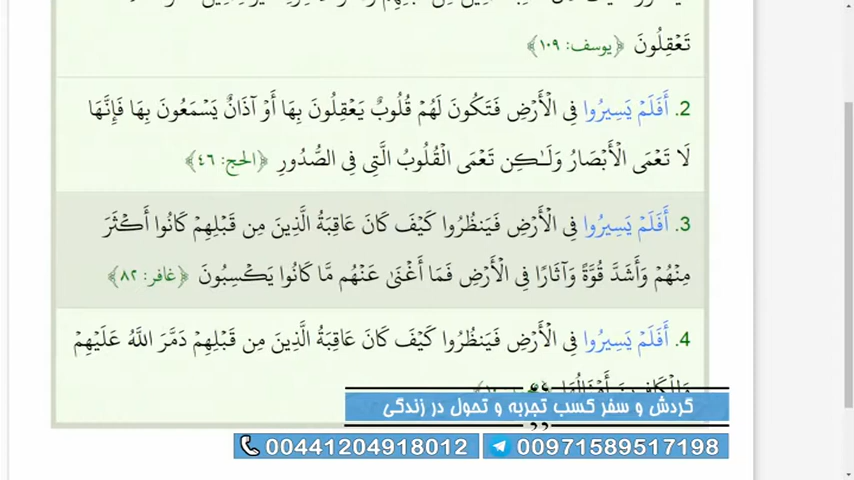 تَعْقِلُونَ ﴿يوسف: ١٠٩﴾
2. أَفَلَمْ يَسِيرُوا فِي الْأَرْضِ فَتَكُونَ لَهُمْ قُلُوبٌ يَعْقِلُونَ بِهَا أَوْ آذَانٌ يَسْمَعُونَ بِهَا فَإِنَّهَا
لَا تَعْمَى الْأَبْصَارُ وَلَـٰكِن تَعْمَى الْقُلُوبُ الَّتِي فِي الصُّدُورِ ﴿الحج: ٤٦﴾
3. أَفَلَمْ يَسِيرُوا فِي الْأَرْضِ فَيَنظُرُوا كَيْفَ كَانَ عَاقِبَةُ الَّذِينَ مِن قَبْلِهِمْ كَانُوا أَكْثَرَ
مِنْهُمْ وَأَشَدَّ قُوَّةً وَآثَارًا فِي الْأَرْضِ فَمَا أَغْنَىٰ عَنْهُم مَّا كَانُوا يَكْسِبُونَ ﴿غافر: ٨٢﴾
4. أَفَلَمْ يَسِيرُوا فِي الْأَرْضِ فَيَنظُرُوا كَيْفَ كَانَ عَاقِبَةُ الَّذِينَ مِن قَبْلِهِمْ دَمَّرَ اللَّهُ عَلَيْهِمْ
گردش و سفر کسب تجربه و تحول در زندگی
00441204918012 00971589517198